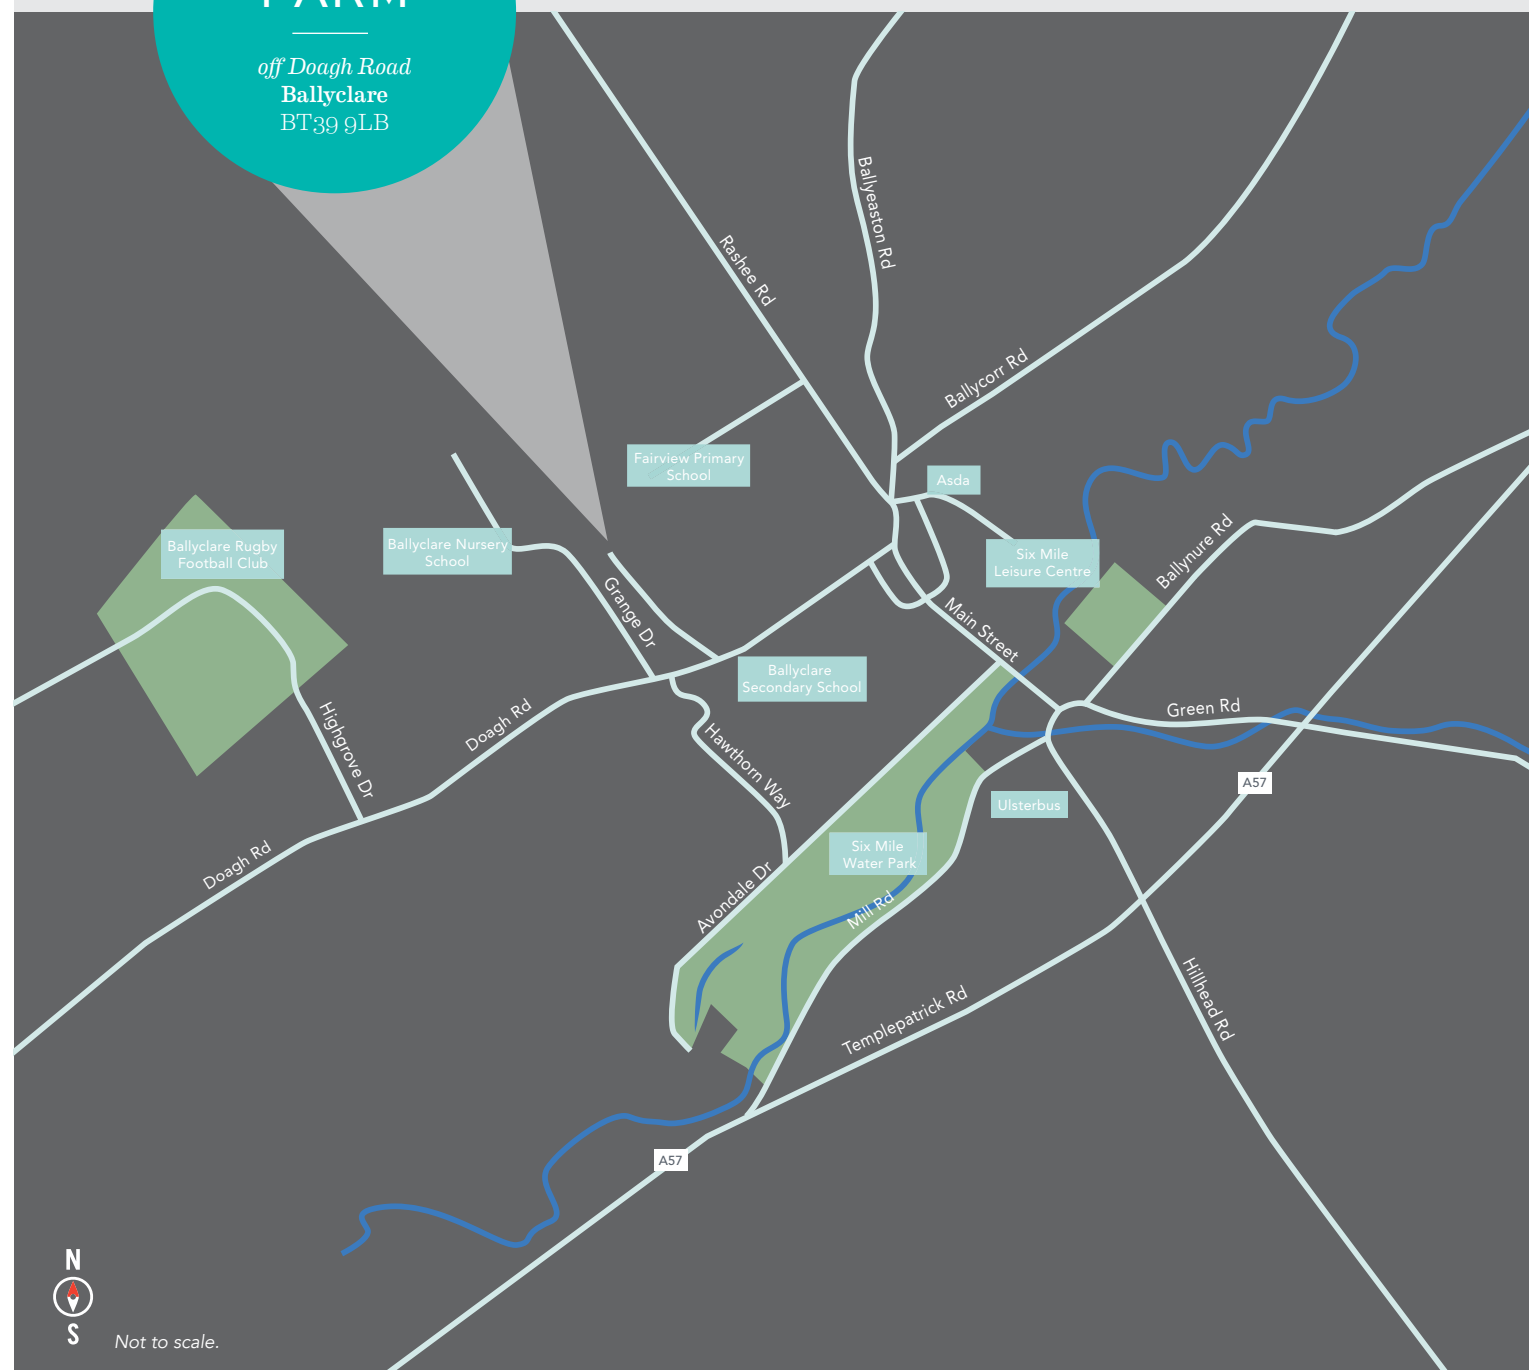 FARM
off Doagh Road
Ballyclare
BT39 9LB
Ballyeaston Rd
Rashee Rd
Ballycorr Rd
Fairview Primary
School
Asda
Ballyclare Rugby
Football Club
Ballyclare Nursery
School
Six Mile
Leisure Centre
Ballynure Rd
Grange Dr
Main Street
Ballyclare
Secondary School
Green Rd
Highgrove Dr
Doagh Rd
Hawthorn Way
A57
Ulsterbus
Six Mile
Water Park
Doagh Rd
Avondale Dr
Mill Rd
Templepatrick Rd
Hillhead Rd
A57
N
S
Not to scale.